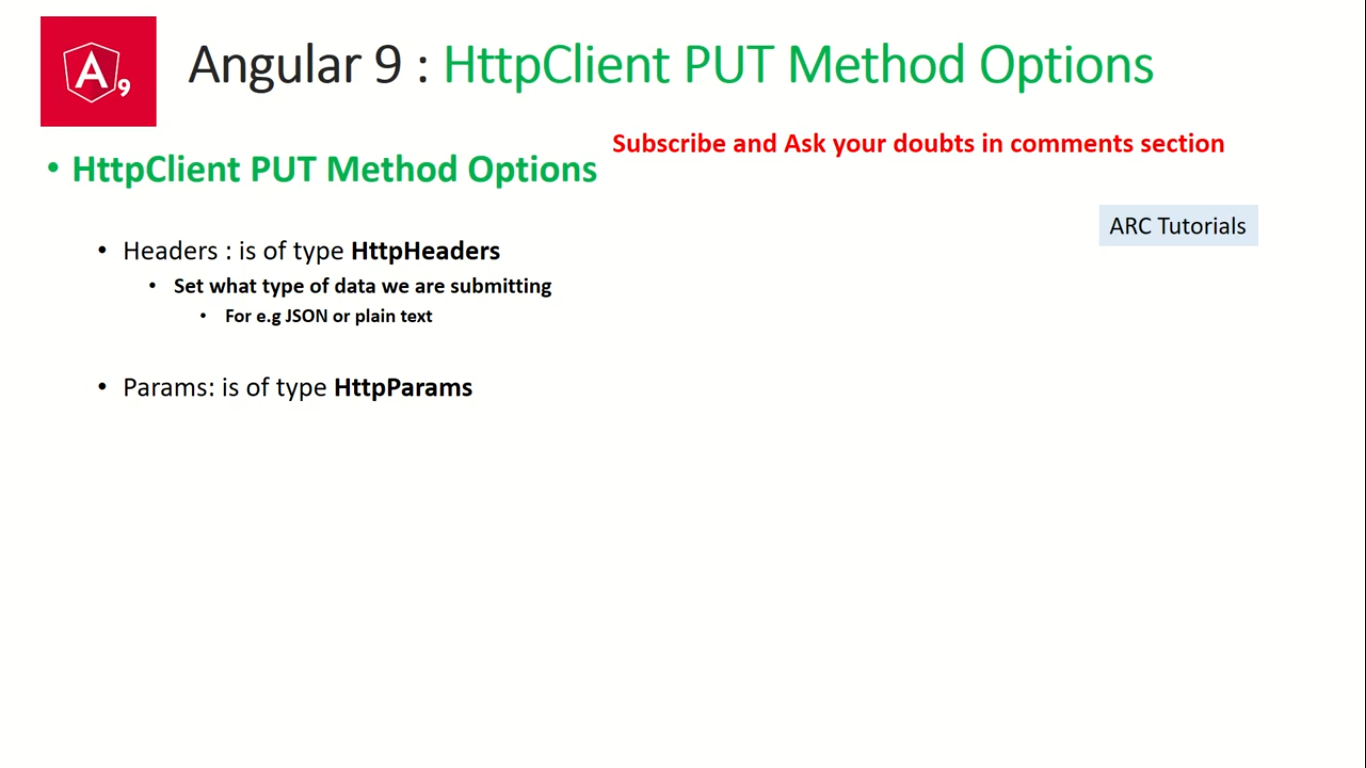 A 9
Angular 9 : HttpClient PUT Method Options
Subscribe and Ask your doubts in comments section
• HttpClient PUT Method Options
ARC Tutorials
• Headers : is of type HttpHeaders
• Set what type of data we are submitting
• For e.g JSON or plain text
• Params: is of type HttpParams